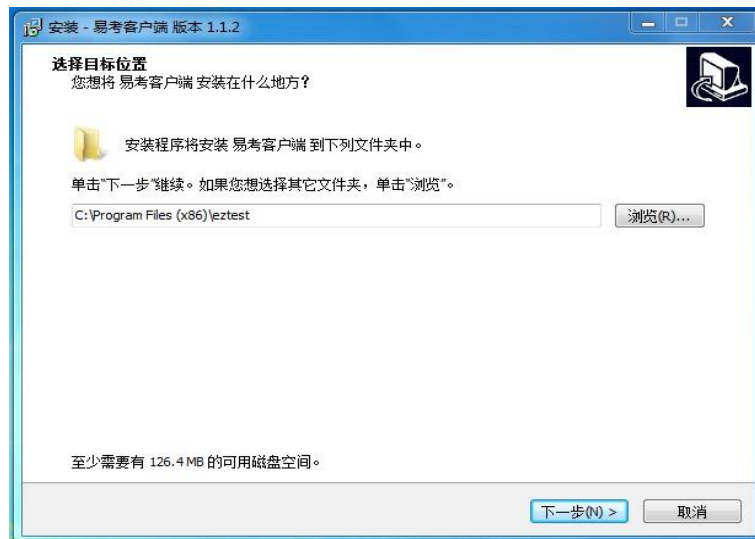 安装 - 易考客户端 版本 1.1.2
选择目标位置
您想将 易考客户端 安装在什么地方?
安装程序将安装 易考客户端 到下列文件夹中。
单击“下一步”继续。如果您想选择其它文件夹，单击“浏览”。
C:\Program Files (x86)\eztest
浏览(R)...
至少需要有 126.4 MB 的可用磁盘空间。
下一步(N) >
取消